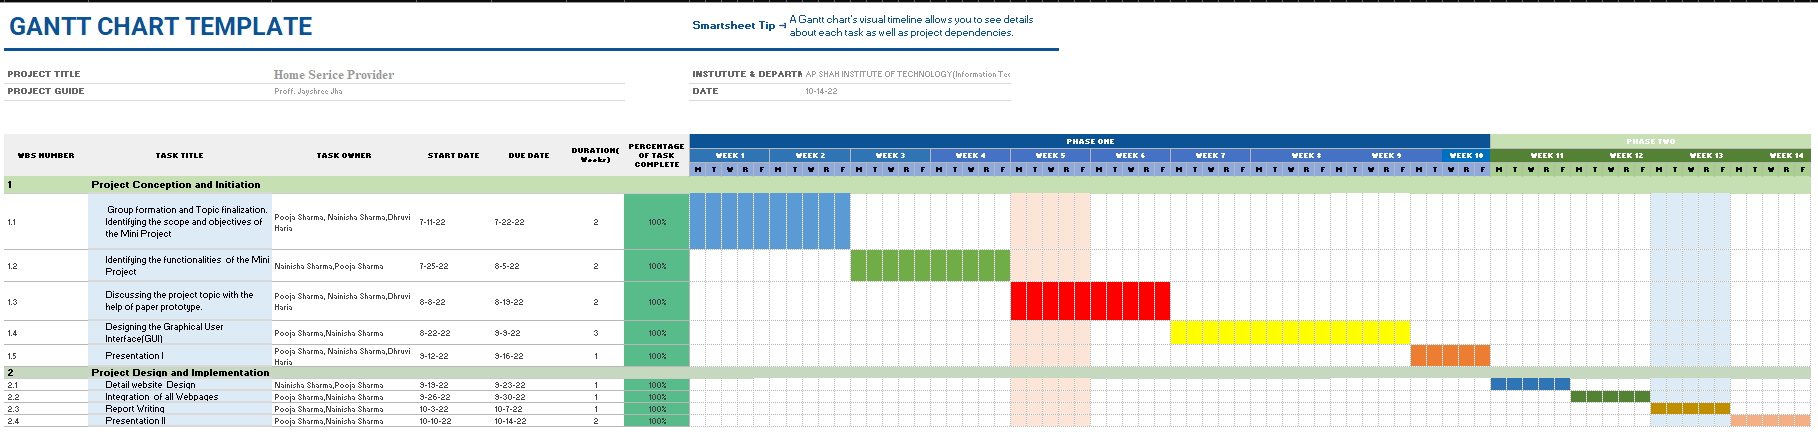 GANTT CHART TEMPLATE
Smartsheet Tip → A Gantt chart's visual timeline allows you to see details
about each task as well as project dependencies.
PROJECT TITLE Home Serice Provider INSTUTUTE & DEPARTM AP SHAH INSTITUTE OF TECHNOLOGY(Information Tec
PROJECT GUIDE Proff. Jayshree Jha DATE 10-14-22
PHASE ONE PHASE TWO
WBS NUMBER TASK TITLE TASK OWNER START DATE DUE DATE DURATION( Weeks) PERCENTAGE OF TASK COMPLETE
WEEK 1 WEEK 2 WEEK 3 WEEK 4 WEEK 5 WEEK 6 WEEK 7 WEEK 8 WEEK 9 WEEK 10 WEEK 11 WEEK 12 WEEK 13 WEEK 14
M T W R F M T W R F M T W R F M T W R F M T W R F M T W R F M T W R F M T W R F M T W R F M T W R F M T W R F M T W R F M T W R F M T W R F
1 Project Conception and Initiation
1.1 Group formation and Topic finalization. Identifying the scope and objectives of the Mini Project Pooja Sharma, Nainisha Sharma,Dhruvi Haria 7-11-22 7-22-22 2 100%
1.2 Identifying the functionalities of the Mini Project Nainisha Sharma,Pooja Sharma 7-25-22 8-5-22 2 100%
1.3 Discussing the project topic with the help of paper prototype. Pooja Sharma, Nainisha Sharma,Dhruvi Haria 8-8-22 8-19-22 2 100%
1.4 Designing the Graphical User Interface(GUI) Pooja Sharma,Nainisha Sharma 8-22-22 9-9-22 3 100%
1.5 Presentation I Pooja Sharma, Nainisha Sharma,Dhruvi Haria 9-12-22 9-16-22 1 100%
2 Project Design and Implementation
2.1 Detail website Design Nainisha Sharma,Pooja Sharma 9-19-22 9-23-22 1 100%
2.2 Integration of all Webpages Pooja Sharma,Nainisha Sharma 9-26-22 9-30-22 1 100%
2.3 Report Writing Pooja Sharma,Nainisha Sharma 10-3-22 10-7-22 1 100%
2.4 Presentation II Pooja Sharma,Nainisha Sharma 10-10-22 10-14-22 2 100%